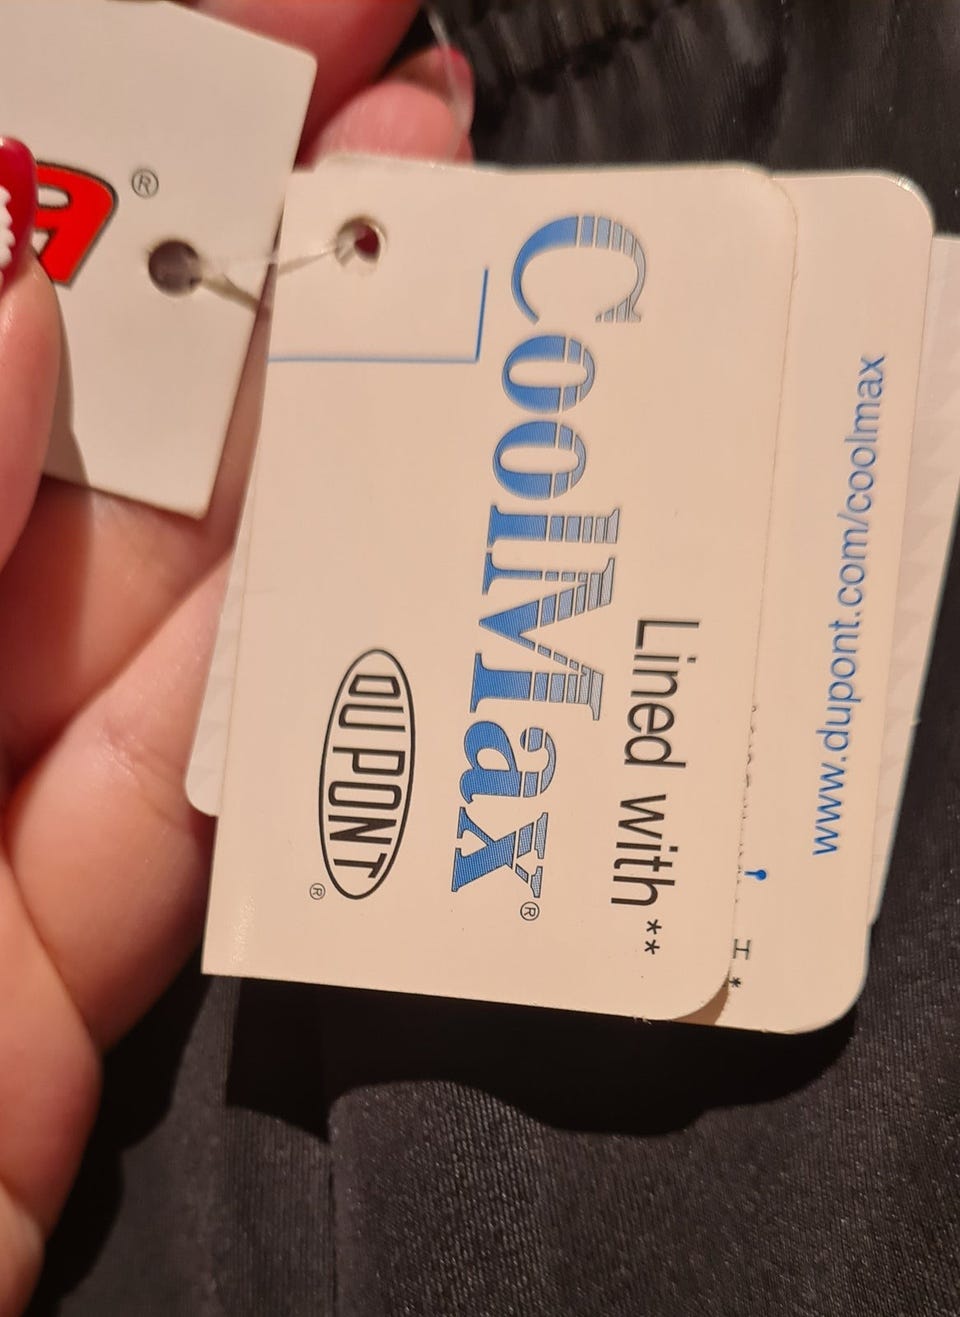 ®
Lined with**
CoolMax®
DU PONT®
www.dupont.com/coolmax